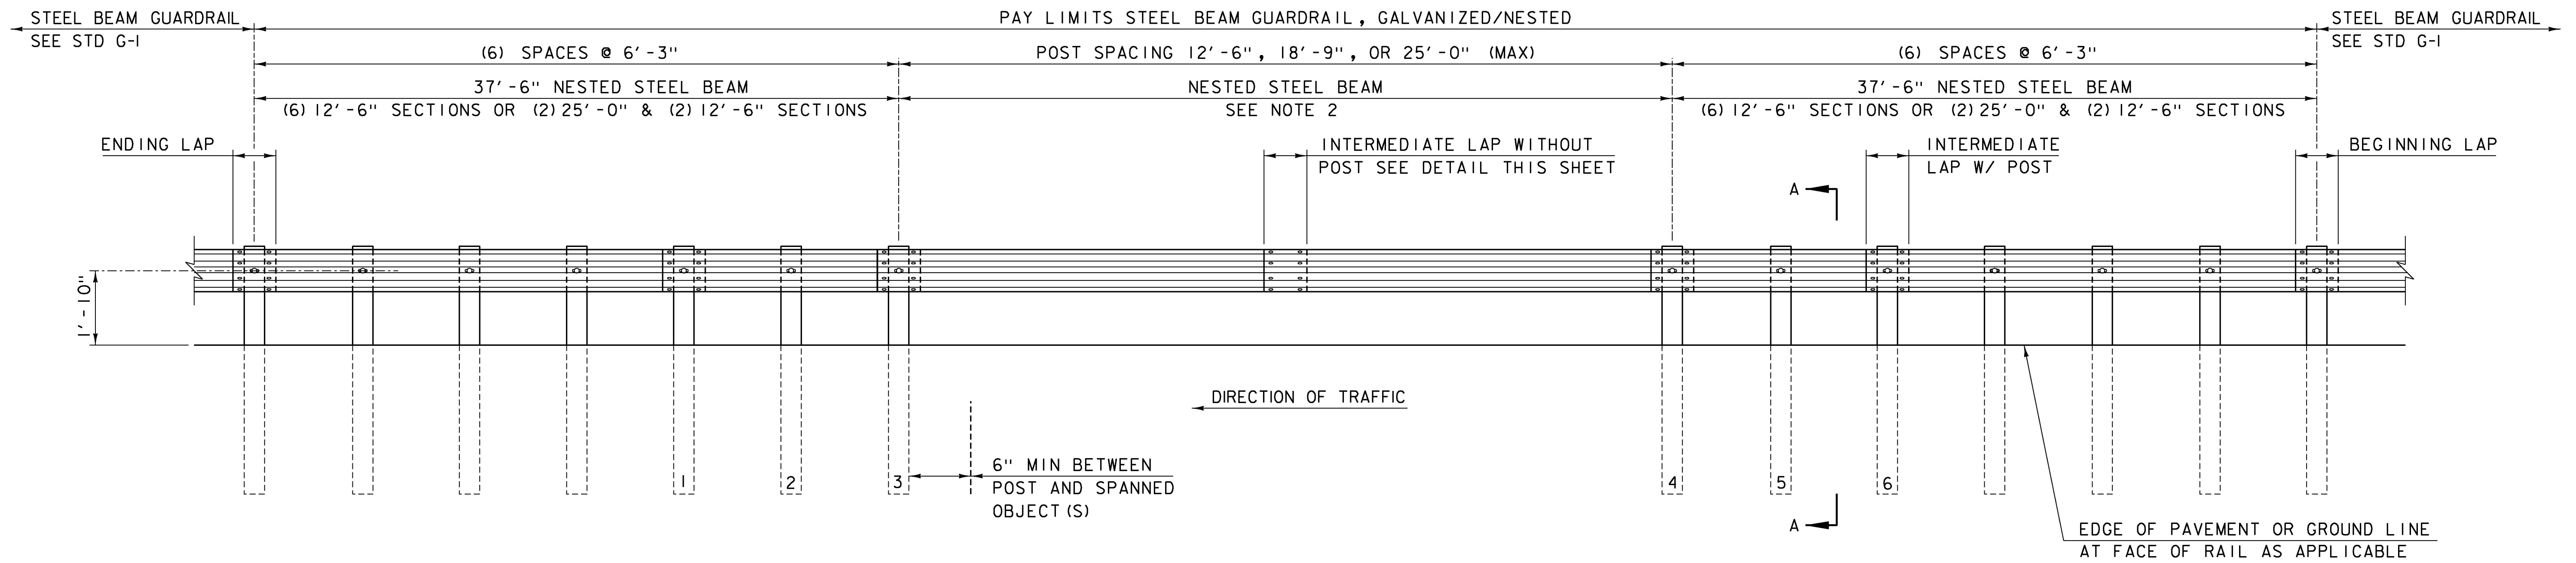 STEEL BEAM GUARDRAIL
SEE STD G-1
PAY LIMITS STEEL BEAM GUARDRAIL, GALVANIZED/NESTED
STEEL BEAM GUARDRAIL
SEE STD G-1
(6) SPACES @ 6'-3"
POST SPACING 12'-6", 18'-9", OR 25'-0" (MAX)
(6) SPACES @ 6'-3"
37'-6" NESTED STEEL BEAM
(6) 12'-6" SECTIONS OR (2) 25'-0" & (2) 12'-6" SECTIONS
NESTED STEEL BEAM
SEE NOTE 2
37'-6" NESTED STEEL BEAM
(6) 12'-6" SECTIONS OR (2) 25'-0" & (2) 12'-6" SECTIONS
ENDING LAP
INTERMEDIATE LAP WITHOUT
POST SEE DETAIL THIS SHEET
INTERMEDIATE
LAP W/ POST
BEGINNING LAP
A
1'-10"
DIRECTION OF TRAFFIC
6" MIN BETWEEN
POST AND SPANNED
OBJECT(S)
1
2
3
4
5
6
A
EDGE OF PAVEMENT OR GROUND LINE
AT FACE OF RAIL AS APPLICABLE